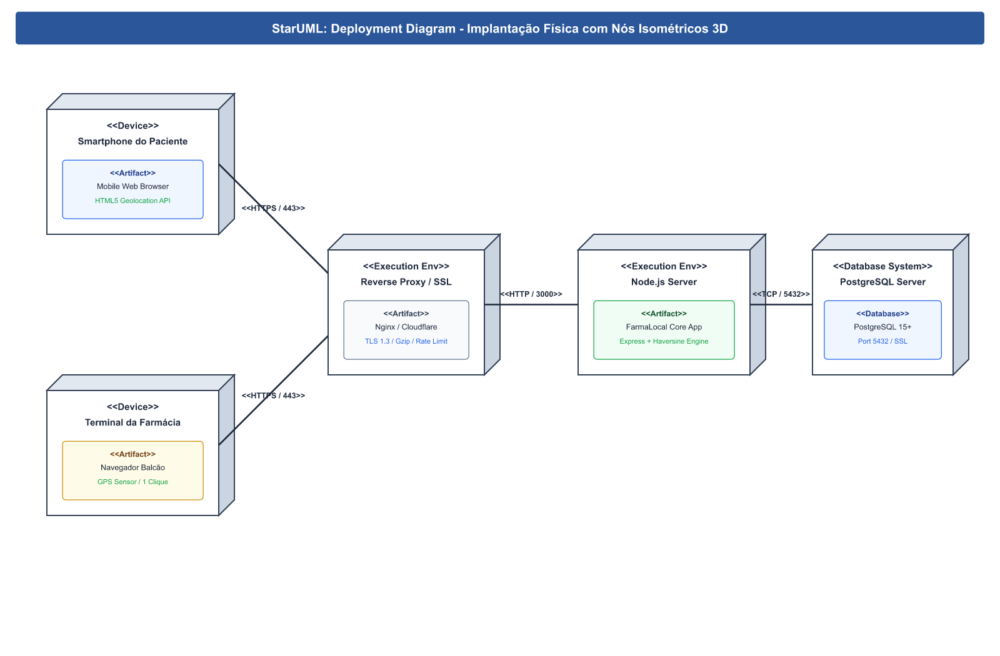 StarUML: Deployment Diagram - Implantação Física com Nós Isométricos 3D
<<Device>>
Smartphone do Paciente
<<Artifact>>
Mobile Web Browser
HTML5 Geolocation API
<<HTTPS / 443>>
<<Execution Env>>
Reverse Proxy / SSL
<<Artifact>>
Nginx / Cloudflare
TLS 1.3 / Gzip / Rate Limit
<<HTTP / 3000>>
<<Execution Env>>
Node.js Server
<<Artifact>>
FarmaLocal Core App
Express + Haversine Engine
<<TCP / 5432>>
<<Database System>>
PostgreSQL Server
<<Database>>
PostgreSQL 15+
Port 5432 / SSL
<<HTTPS / 443>>
<<Device>>
Terminal da Farmácia
<<Artifact>>
Navegador Balcão
GPS Sensor / 1 Clique